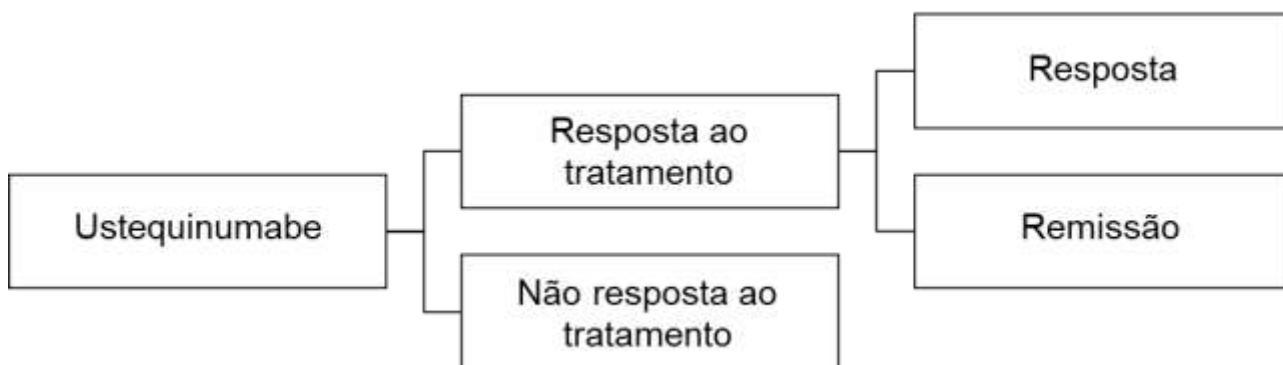 Ustequinumabe
Resposta ao
tratamento
Não resposta ao
tratamento
Resposta
Remissão